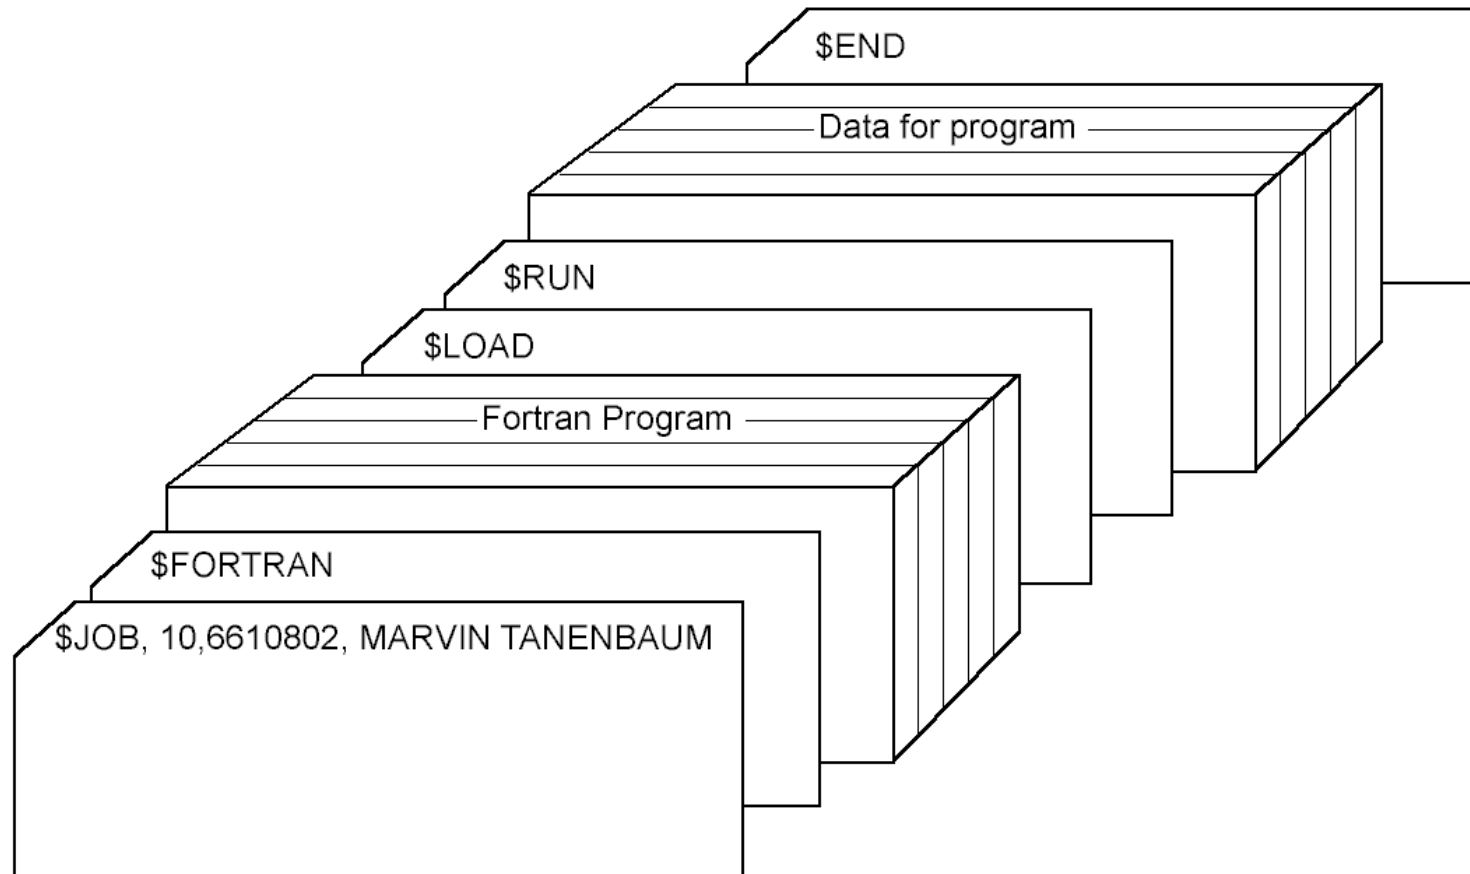 $END
Data for program
$RUN
$LOAD
Fortran Program
$FORTRAN
$JOB, 10,6610802, MARVIN TANENBAUM